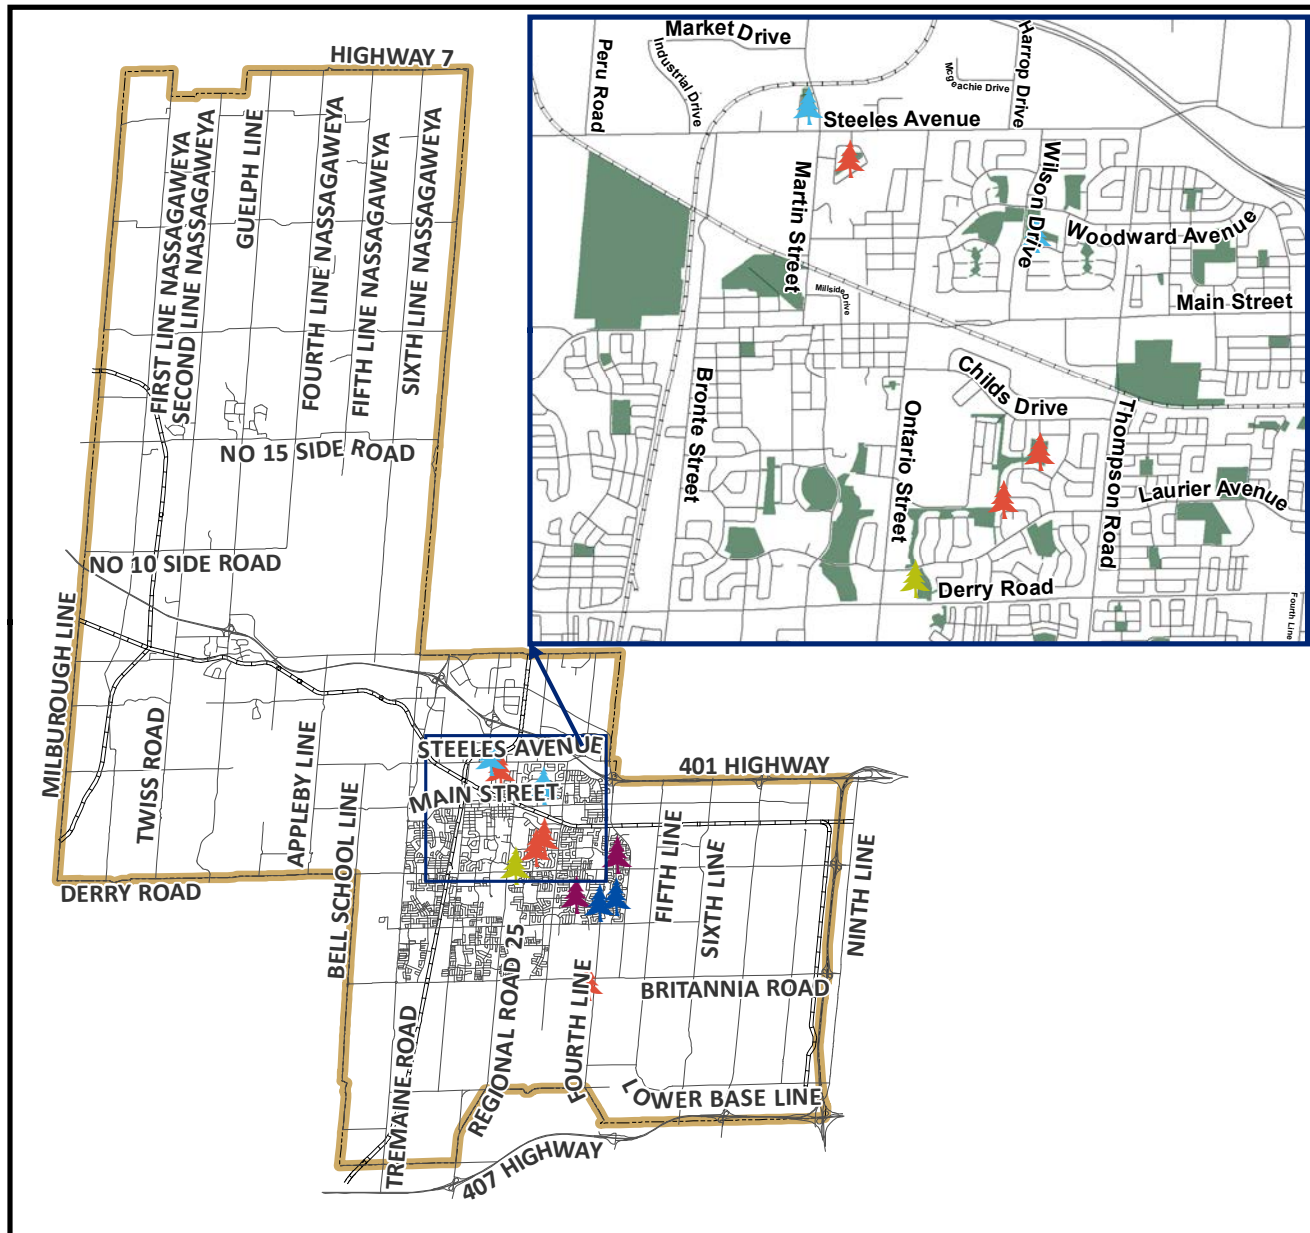 HIGHWAY 7
FIRST LINE NASSAGAWEYA
SECOND LINE NASSAGAWEYA
GUELPH LINE
FOURTH LINE NASSAGAWEYA
FIFTH LINE NASSAGAWEYA
SIXTH LINE NASSAGAWEYA
NO 15 SIDE ROAD
NO 10 SIDE ROAD
MILBOROUGH LINE
TWISS ROAD
APPLEBY LINE
BELL SCHOOL LINE
DERRY ROAD
STEELES AVENUE
MAIN STREET
401 HIGHWAY
FIFTH LINE
SIXTH LINE
NINTH LINE
BRITANNIA ROAD
TREMAINE ROAD
REGIONAL ROAD 25
FOURTH LINE
LOWER BASE LINE
407 HIGHWAY
Market Drive
Peru Road
Industrial Drive
Mcgeachie Drive
Harrop Drive
Steeles Avenue
Martin Street
Wilson Drive
Woodward Avenue
Millside Drive
Main Street
Childs Drive
Bronte Street
Ontario Street
Thompson Road
Laurier Avenue
Derry Road
Fourth Line